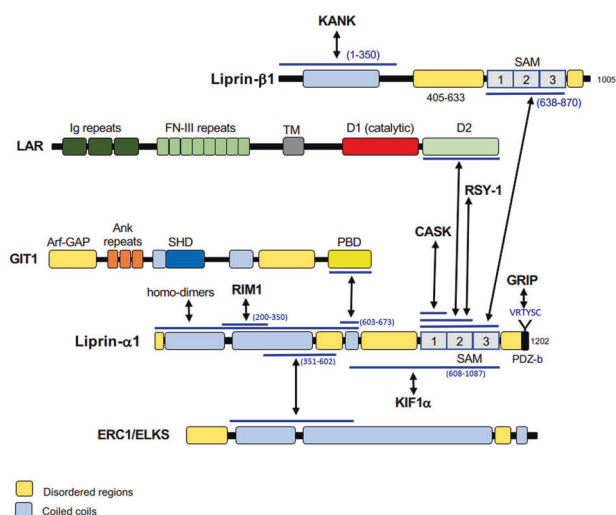 KANK
(1-350)
SAM
Liprin-β1
1
2
3
1005
405-633
(638-870)
Ig repeats
FN-III repeats
TM
D1 (catalytic)
D2
LAR
RSY-1
CASK
Arf-GAP
Ank
repeats
SHD
PBD
GIT1
GRIP
homo-dimers
RIM1
(200-350)
(603-673)
VRTYSC
Liprin-α1
1
2
3
1202
(351-602)
SAM
PDZ-b
(608-1087)
KIF1α
ERC1/ELKS
Disordered regions
Coiled coils